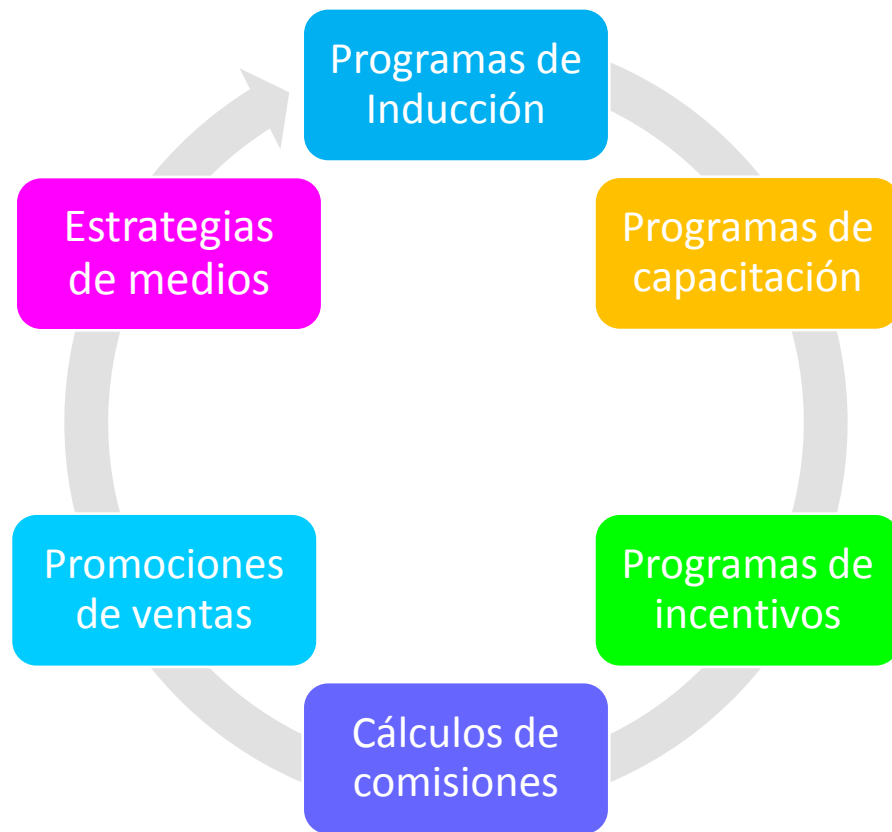 Programas de
Inducción
Programas de
capacitación
Programas de
incentivos
Cálculos de
comisiones
Promociones
de ventas
Estrategias
de medios